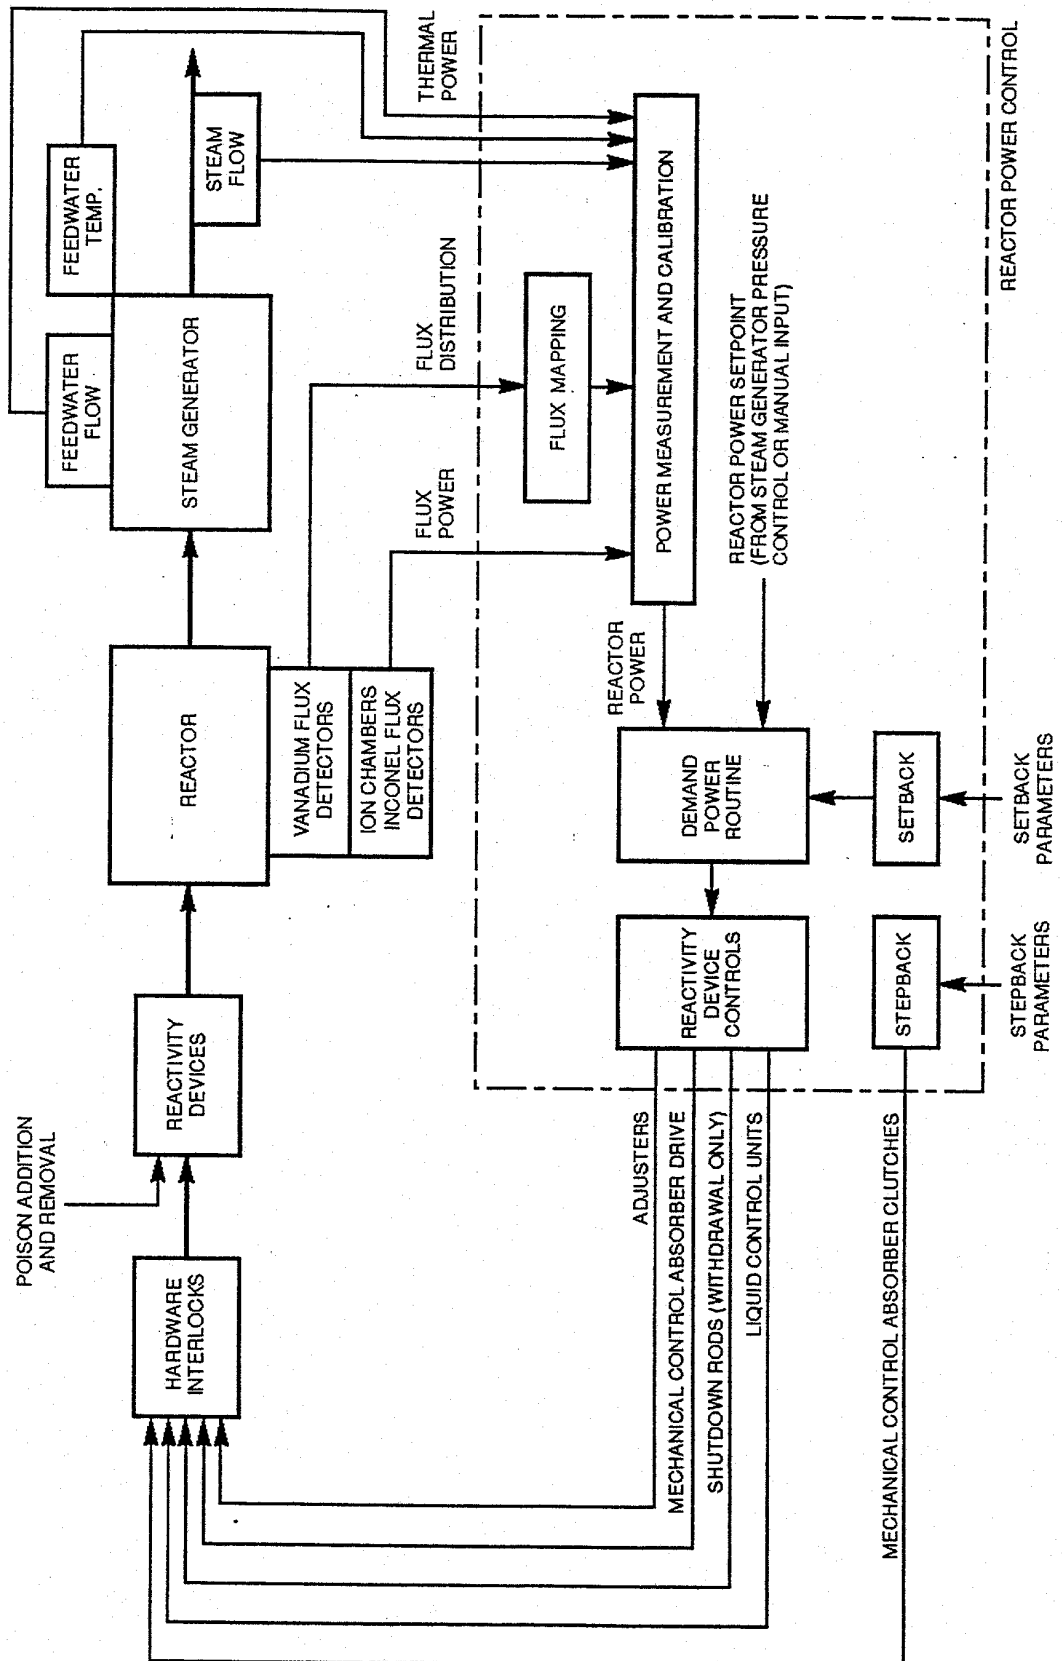 POISON ADDITION
AND REMOVAL
HARDWARE
INTERLOCKS
REACTIVITY
DEVICES
REACTOR
VANADIUM FLUX
DETECTORS
ION CHAMBERS
INCONEL FLUX
DETECTORS
STEAM GENERATOR
FEEDWATER
FLOW
FEEDWATER
TEMP.
STEAM
FLOW
THERMAL
POWER
FLUX
DISTRIBUTION
FLUX
POWER
FLUX MAPPING
POWER MEASUREMENT AND CALIBRATION
REACTOR
POWER
REACTOR POWER SETPOINT
(FROM STEAM GENERATOR PRESSURE
CONTROL OR MANUAL INPUT)
DEMAND
POWER
ROUTINE
REACTIVITY
DEVICE
CONTROLS
SETBACK
STEPBACK
SETBACK
PARAMETERS
STEPBACK
PARAMETERS
REACTOR POWER CONTROL
ADJUSTERS
MECHANICAL CONTROL ABSORBER DRIVE
SHUTDOWN RODS (WITHDRAWAL ONLY)
LIQUID CONTROL UNITS
MECHANICAL CONTROL ABSORBER CLUTCHES